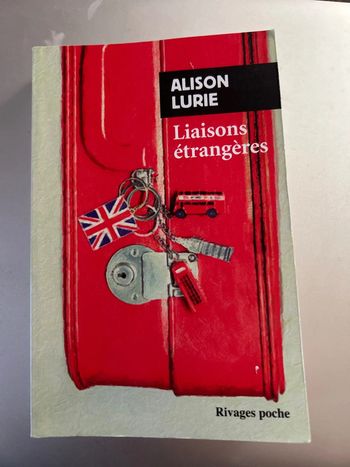 ALISON
LURIE
Liaisons
étrangères
Rivages poche